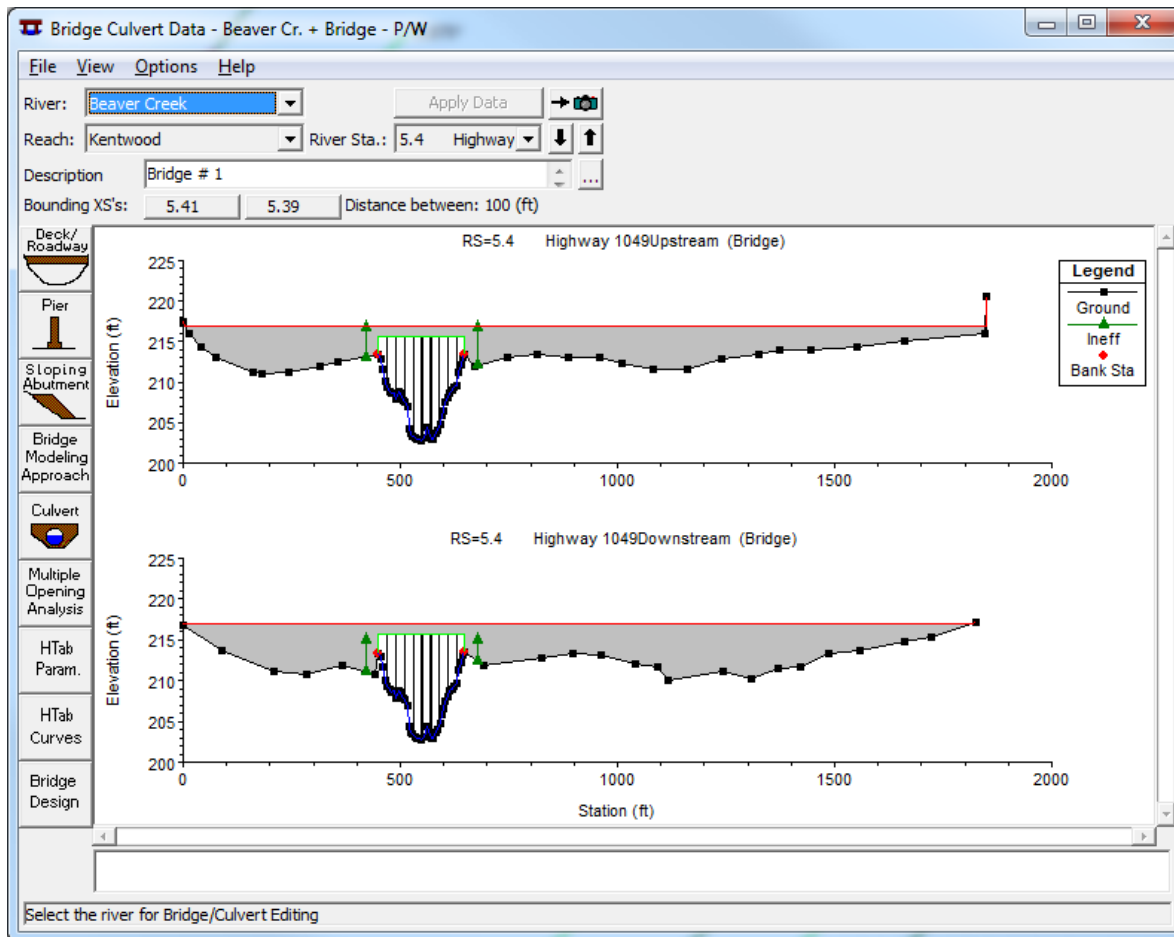 Bridge Culvert Data - Beaver Cr. + Bridge - P/W
File View Options Help
River: Beaver Creek Apply Data
Reach: Kentwood River Sta.: 5.4 Highway
Description Bridge # 1 ...
Bounding XS's: 5.41 5.39 Distance between: 100 (ft)
Deck/
Roadway
Pier
Sloping
Abutment
Bridge
Modeling
Approach
Culvert
Multiple
Opening
Analysis
HTab
Param.
HTab
Curves
Bridge
Design
RS=5.4 Highway 1049Upstream (Bridge)
225
220
215
210
205
200
Elevation (ft)
0 500 1000 1500 2000
Legend
Ground
Ineff
Bank Sta
RS=5.4 Highway 1049Downstream (Bridge)
225
220
215
210
205
200
Elevation (ft)
0 500 1000 1500 2000
Station (ft)
Select the river for Bridge/Culvert Editing